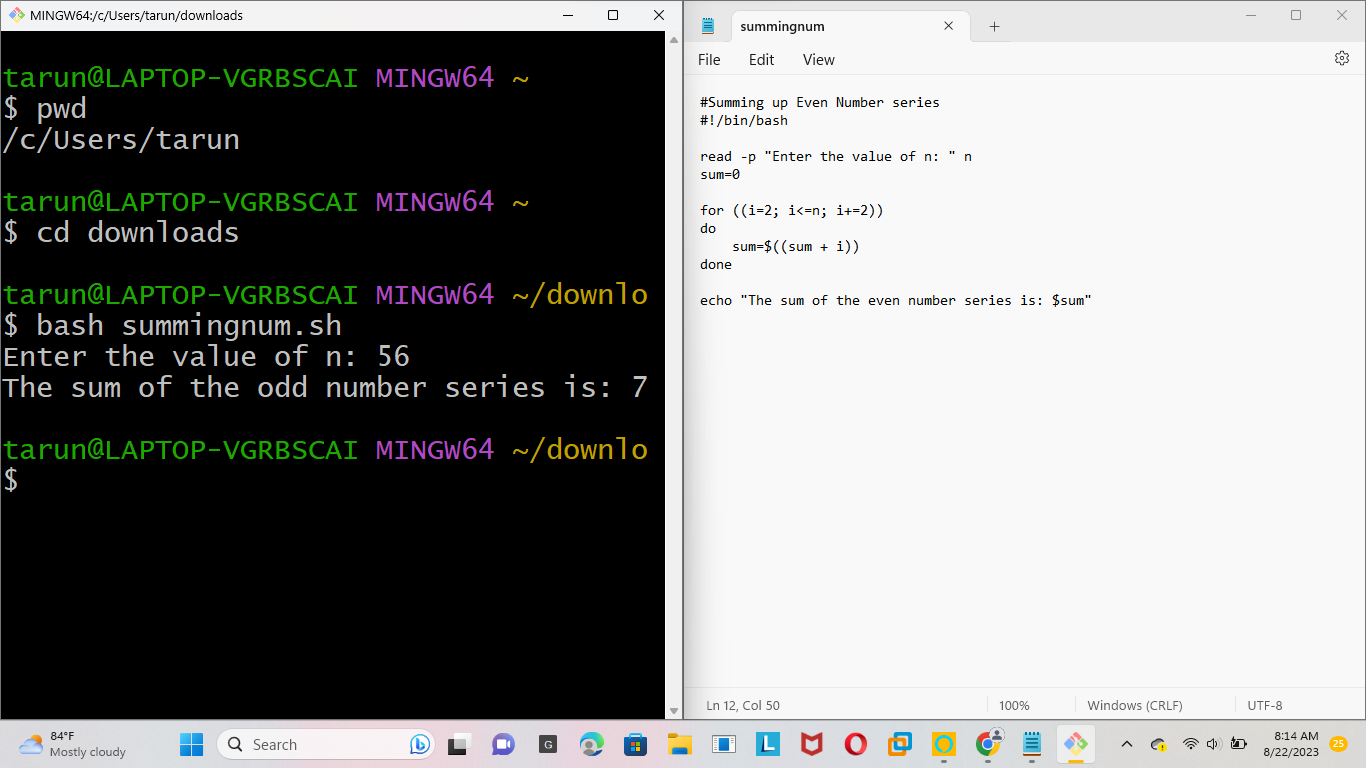 MINGW64:/c/Users/tarun/downloads
tarun@LAPTOP-VGRBSCAI MINGW64 ~
$ pwd
/c/Users/tarun
tarun@LAPTOP-VGRBSCAI MINGW64 ~
$ cd downloads
tarun@LAPTOP-VGRBSCAI MINGW64 ~/downlo
$ bash summingnum.sh
Enter the value of n: 56
The sum of the odd number series is: 7
tarun@LAPTOP-VGRBSCAI MINGW64 ~/downlo
$
summingnum
File Edit View
#Summing up Even Number series
#!/bin/bash
read -p "Enter the value of n: " n
sum=0
for ((i=2; i<=n; i+=2))
do
    sum=$((sum + i))
done
echo "The sum of the even number series is: $sum"
Ln 12, Col 50 100% Windows (CRLF) UTF-8
84°F
Mostly cloudy
Search
G
L
8:14 AM
8/22/2023
25